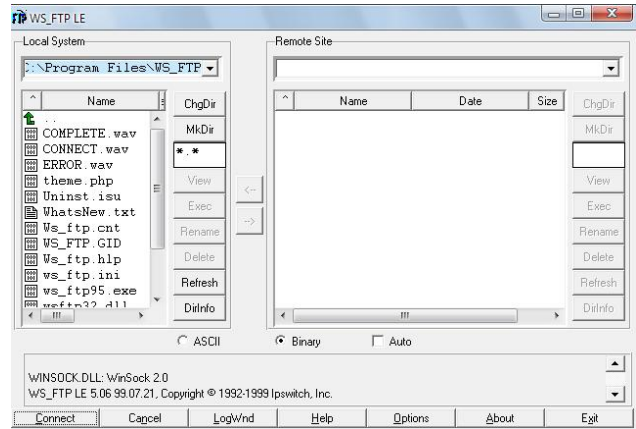 WS_FTP LE
Local System
C:\Program Files\WS_FTP
^ Name
ChgDir
MkDir
*.*
View
Exec
Rename
Delete
Refresh
DirInfo
..
COMPLETE.wav
CONNECT.wav
ERROR.wav
theme.php
Uninst.isu
WhatsNew.txt
Ws_ftp.cnt
WS_FTP.GID
Ws_ftp.hlp
ws_ftp.ini
ws_ftp95.exe
wsftp32.dll
<--
-->
Remote Site
^ Name Date Size
ChgDir
MkDir
View
Exec
Rename
Delete
Refresh
DirInfo
ASCII Binary Auto
WINSOCK.DLL: WinSock 2.0
WS_FTP LE 5.06 99.07.21, Copyright © 1992-1999 Ipswitch, Inc.
Connect Cancel LogWnd Help Options About Exit